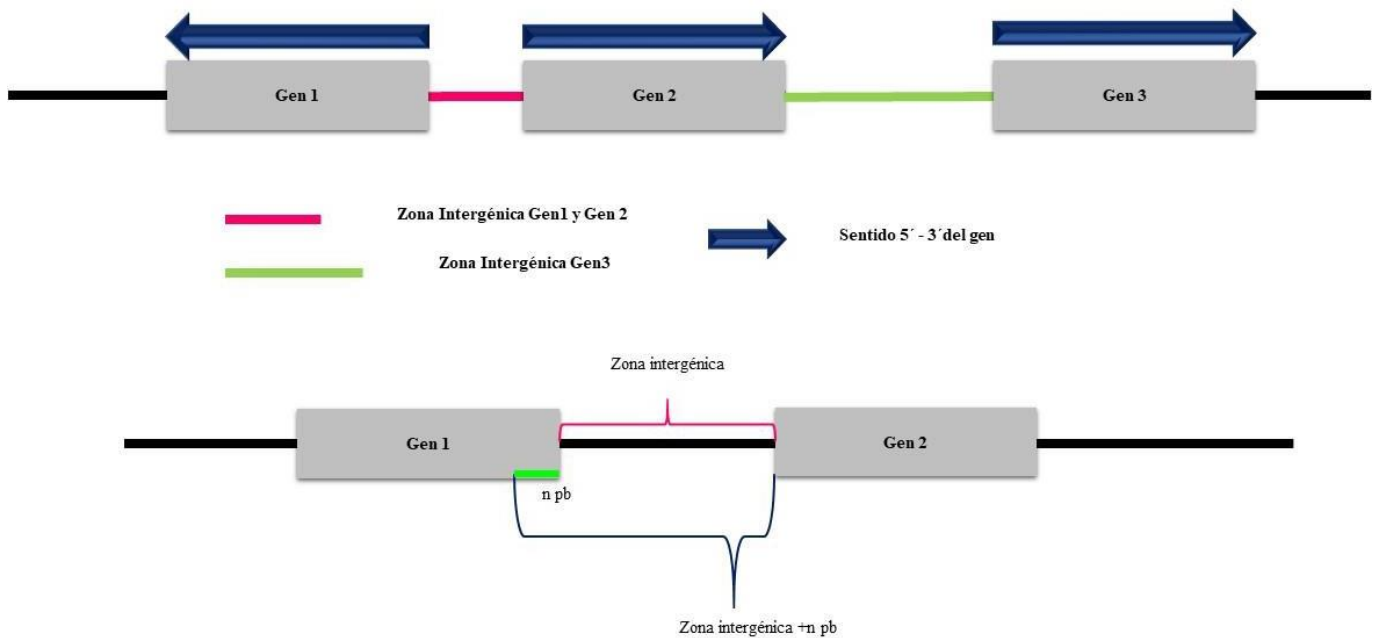 Gen 1
Gen 2
Gen 3
Zona Intergénica Gen1 y Gen 2
Sentido 5´ - 3´del gen
Zona Intergénica Gen3
Zona intergénica
Gen 1
Gen 2
n pb
Zona intergénica +n pb